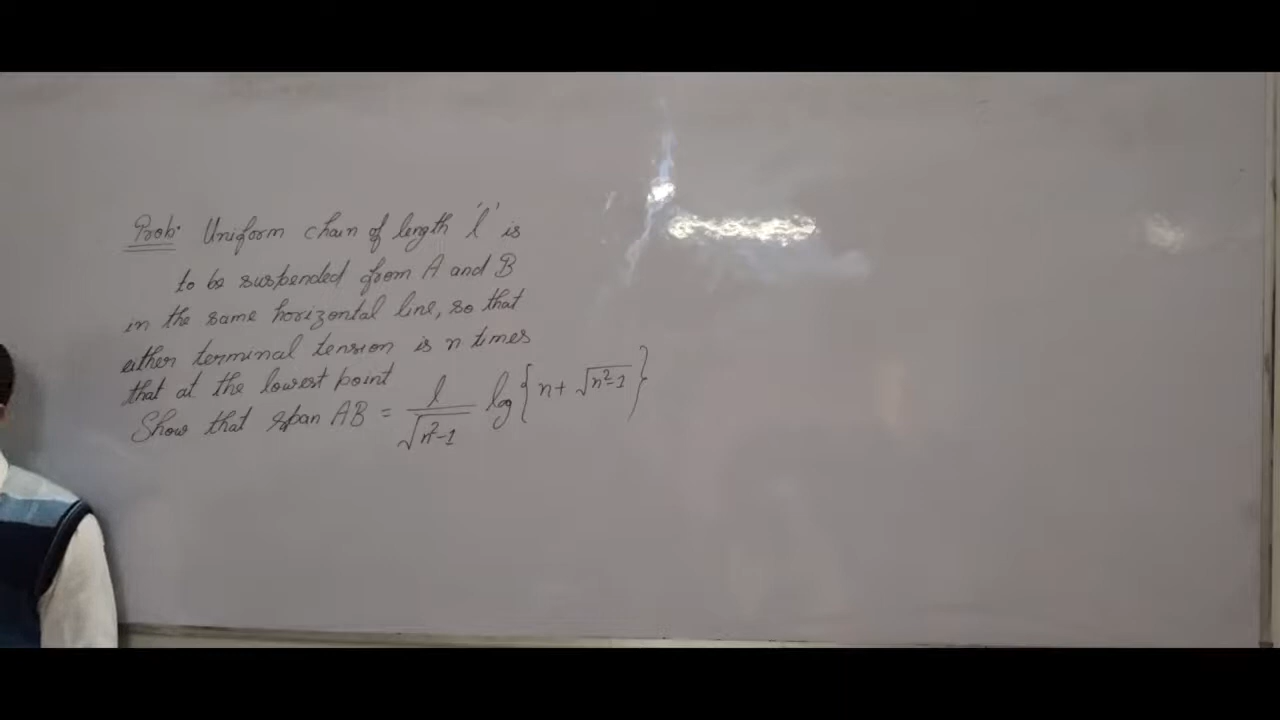 Prob. Uniform chain of length 'l' is
to be suspended from A and B
in the same horizontal line, so that
either terminal tension is n times
that at the lowest point
Show that span AB = l/√(n²-1) log{n+√(n²-1)}